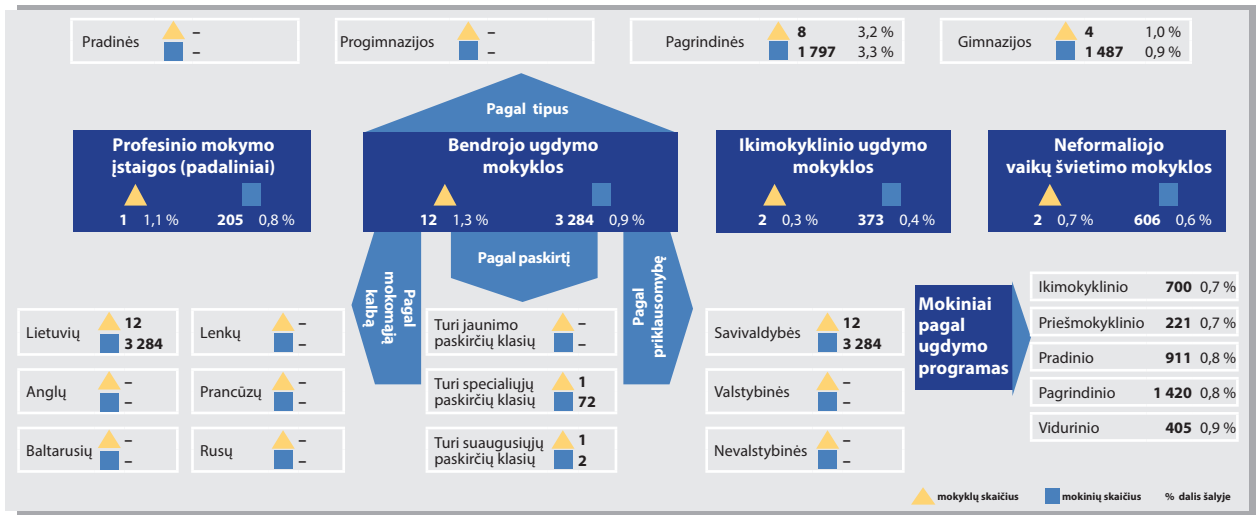 Pradinės
–
–
Progimnazijos
–
–
Pagrindinės
8 3,2 %
1 797 3,3 %
Gimnazijos
4 1,0 %
1 487 0,9 %
Pagal tipus
Profesinio mokymo
įstaigos (padaliniai)
1 1,1 % 205 0,8 %
Bendrojo ugdymo
mokyklos
12 1,3 % 3 284 0,9 %
Ikimokyklinio ugdymo
mokyklos
2 0,3 % 373 0,4 %
Neformaliojo
vaikų švietimo mokyklos
2 0,7 % 606 0,6 %
Pagal
mokomąją
kalbą
Pagal paskirtį
Pagal
priklausomybę
Lietuvių
12
3 284
Lenkų
–
–
Anglų
–
–
Prancūzų
–
–
Baltarusių
–
–
Rusų
–
–
Turi jaunimo
paskirčių klasių
–
–
Turi specialiųjų
paskirčių klasių
1
72
Turi suaugusiųjų
paskirčių klasių
1
2
Savivaldybės
12
3 284
Valstybinės
–
–
Nevalstybinės
–
–
Mokiniai
pagal
ugdymo
programas
Ikimokyklinio 700 0,7 %
Priešmokyklinio 221 0,7 %
Pradinio 911 0,8 %
Pagrindinio 1 420 0,8 %
Vidurinio 405 0,9 %
mokyklų skaičius mokinių skaičius % dalis šalyje